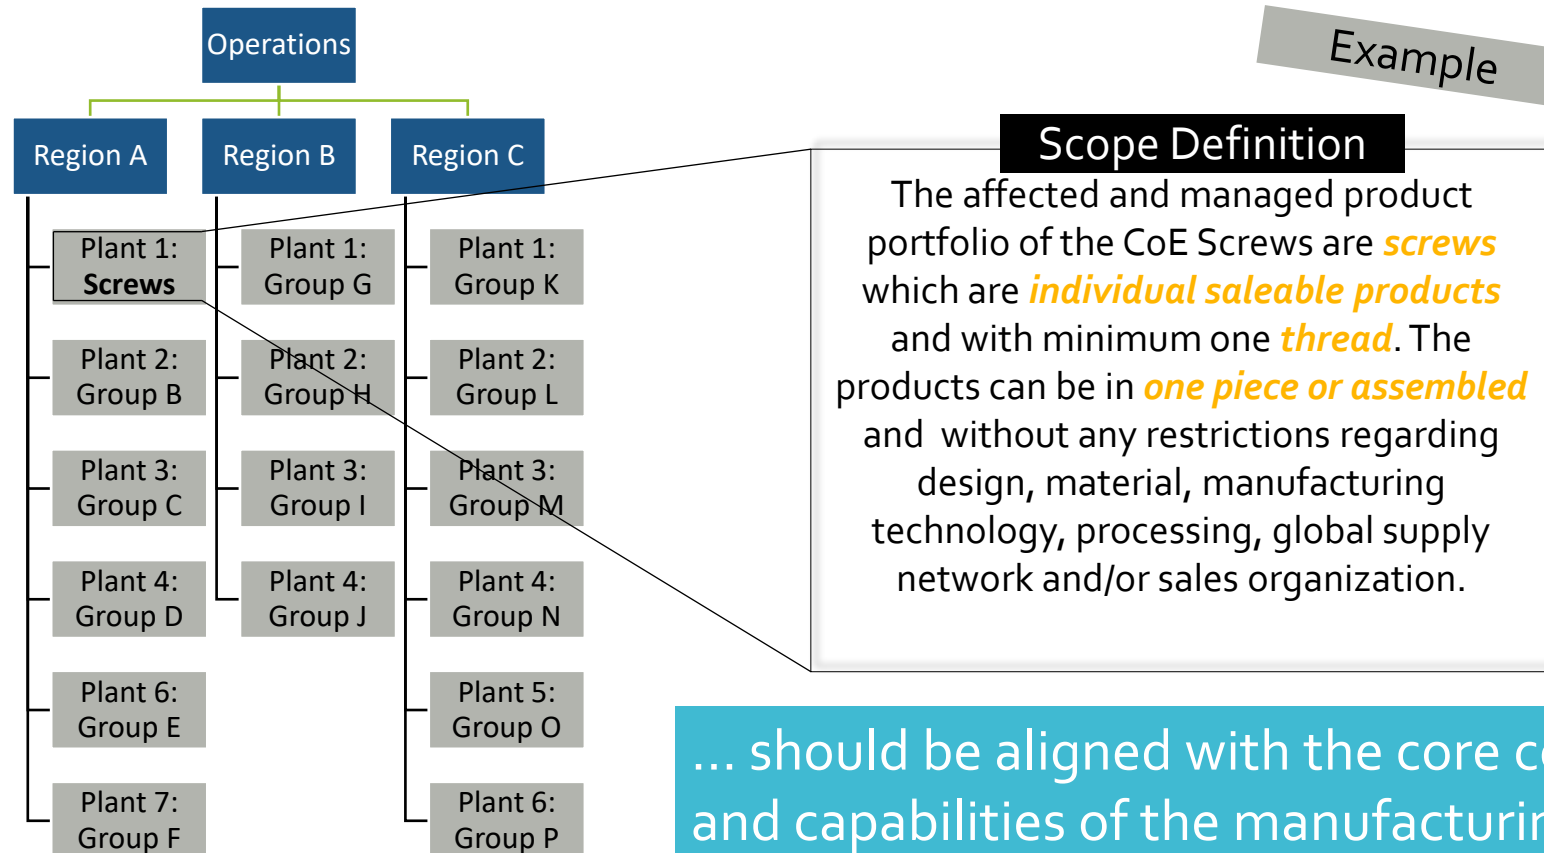 Operations
Example
Region A
Region B
Region C
Plant 1:
Screws
Plant 2:
Group B
Plant 3:
Group C
Plant 4:
Group D
Plant 6:
Group E
Plant 7:
Group F
Plant 1:
Group G
Plant 2:
Group H
Plant 3:
Group I
Plant 4:
Group J
Plant 1:
Group K
Plant 2:
Group L
Plant 3:
Group M
Plant 4:
Group N
Plant 5:
Group O
Plant 6:
Group P
Scope Definition
The affected and managed product
portfolio of the CoE Screws are screws
which are individual saleable products
and with minimum one thread. The
products can be in one piece or assembled
and without any restrictions regarding
design, material, manufacturing
technology, processing, global supply
network and/or sales organization.
... should be aligned with the core
and capabilities of the